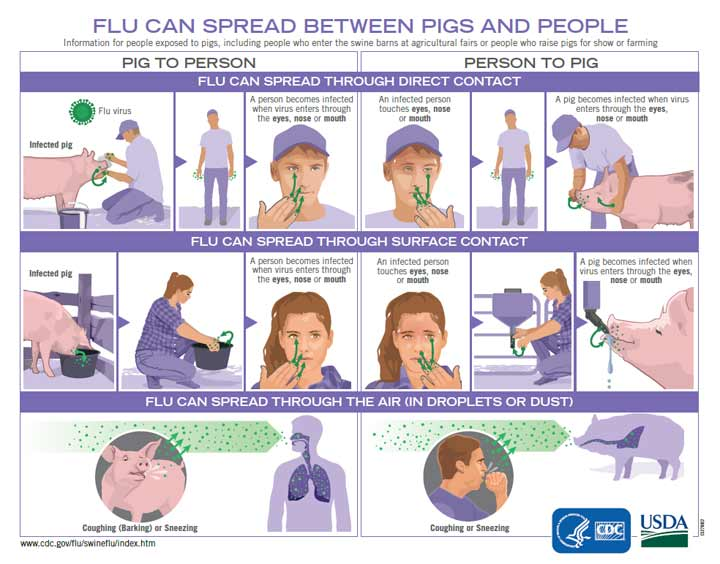 FLU CAN SPREAD BETWEEN PIGS AND PEOPLE
Information for people exposed to pigs, including people who enter the swine barns at agricultural fairs or people who raise pigs for show or farming
PIG TO PERSON
PERSON TO PIG
FLU CAN SPREAD THROUGH DIRECT CONTACT
Flu virus
Infected pig
A person becomes infected
when virus enters through
the eyes, nose or mouth
An infected person
touches eyes, nose
or mouth
A pig becomes infected when virus
enters through the eyes,
nose or mouth
FLU CAN SPREAD THROUGH SURFACE CONTACT
Infected pig
A person becomes infected
when virus enters through
the eyes, nose or mouth
An infected person
touches eyes, nose
or mouth
A pig becomes infected when
virus enters through the eyes,
nose or mouth
FLU CAN SPREAD THROUGH THE AIR (IN DROPLETS OR DUST)
Coughing (Barking) or Sneezing
Coughing or Sneezing
CDC
USDA
www.cdc.gov/flu/swineflu/index.htm